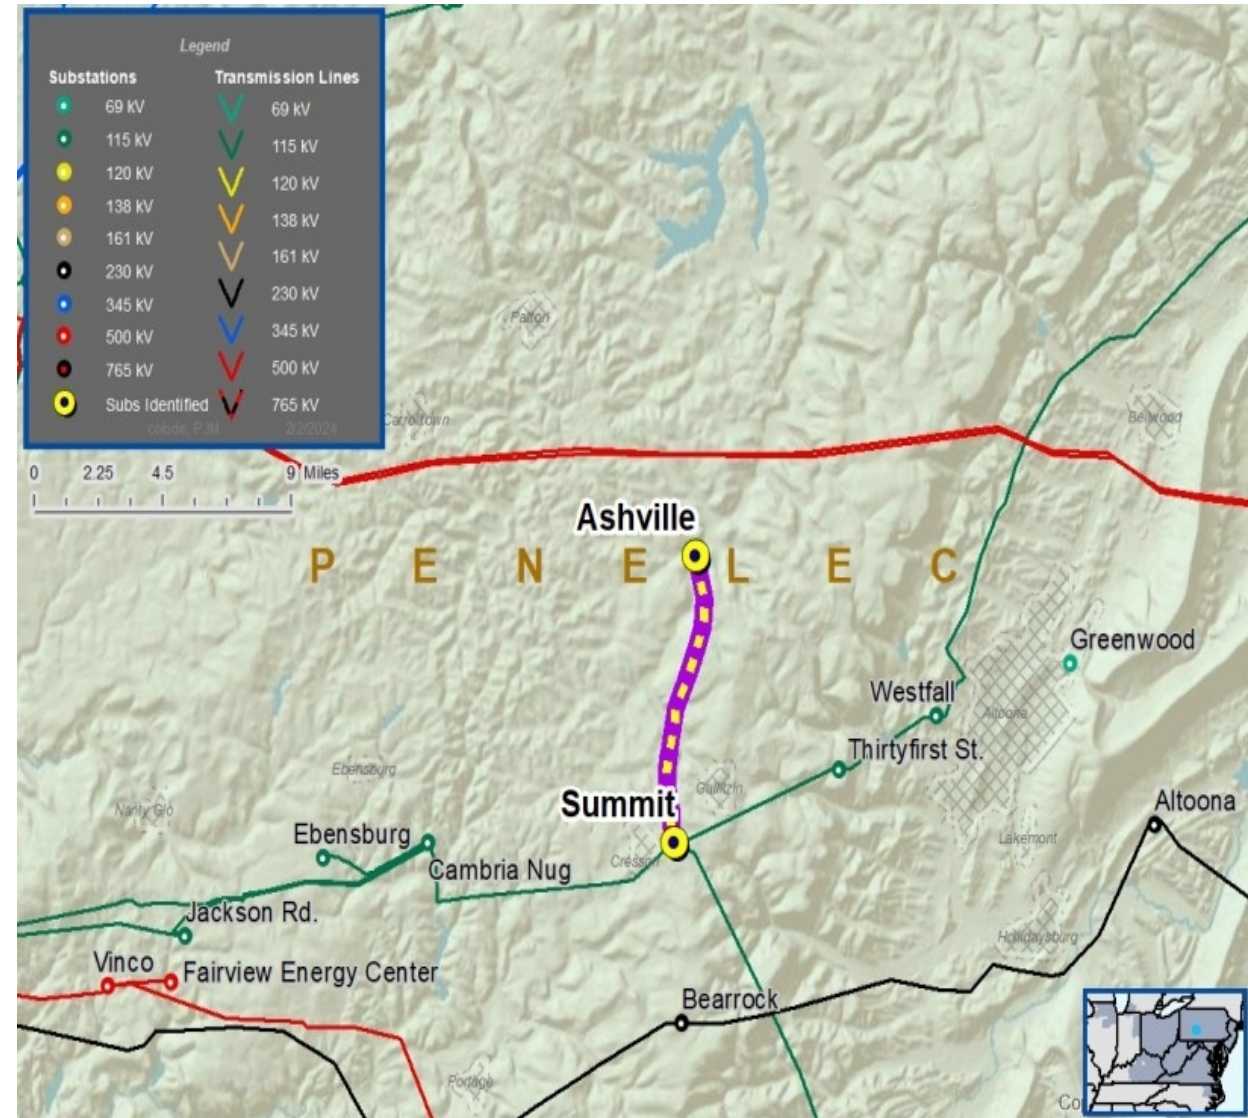 Legend
Substations
Transmission Lines
69 kV
69 kV
115 kV
115 kV
120 kV
120 kV
138 kV
138 kV
161 kV
161 kV
230 kV
230 kV
345 kV
345 kV
500 kV
500 kV
765 kV
765 kV
Subs Identified
colode, PJM
2/2/2024
0 2.25 4.5 9 Miles
Patton
Carrolltown
Bellwood
Ashville
P E N E L E C
Greenwood
Westfall
Altoona
Thirtyfirst St.
Ebensburg
Gallitzin
Nanty Glo
Summit
Altoona
Ebensburg
Lakemont
Cresson
Cambria Nug
Jackson Rd.
Hollidaysburg
Vinco
Fairview Energy Center
Bearrock
Portage